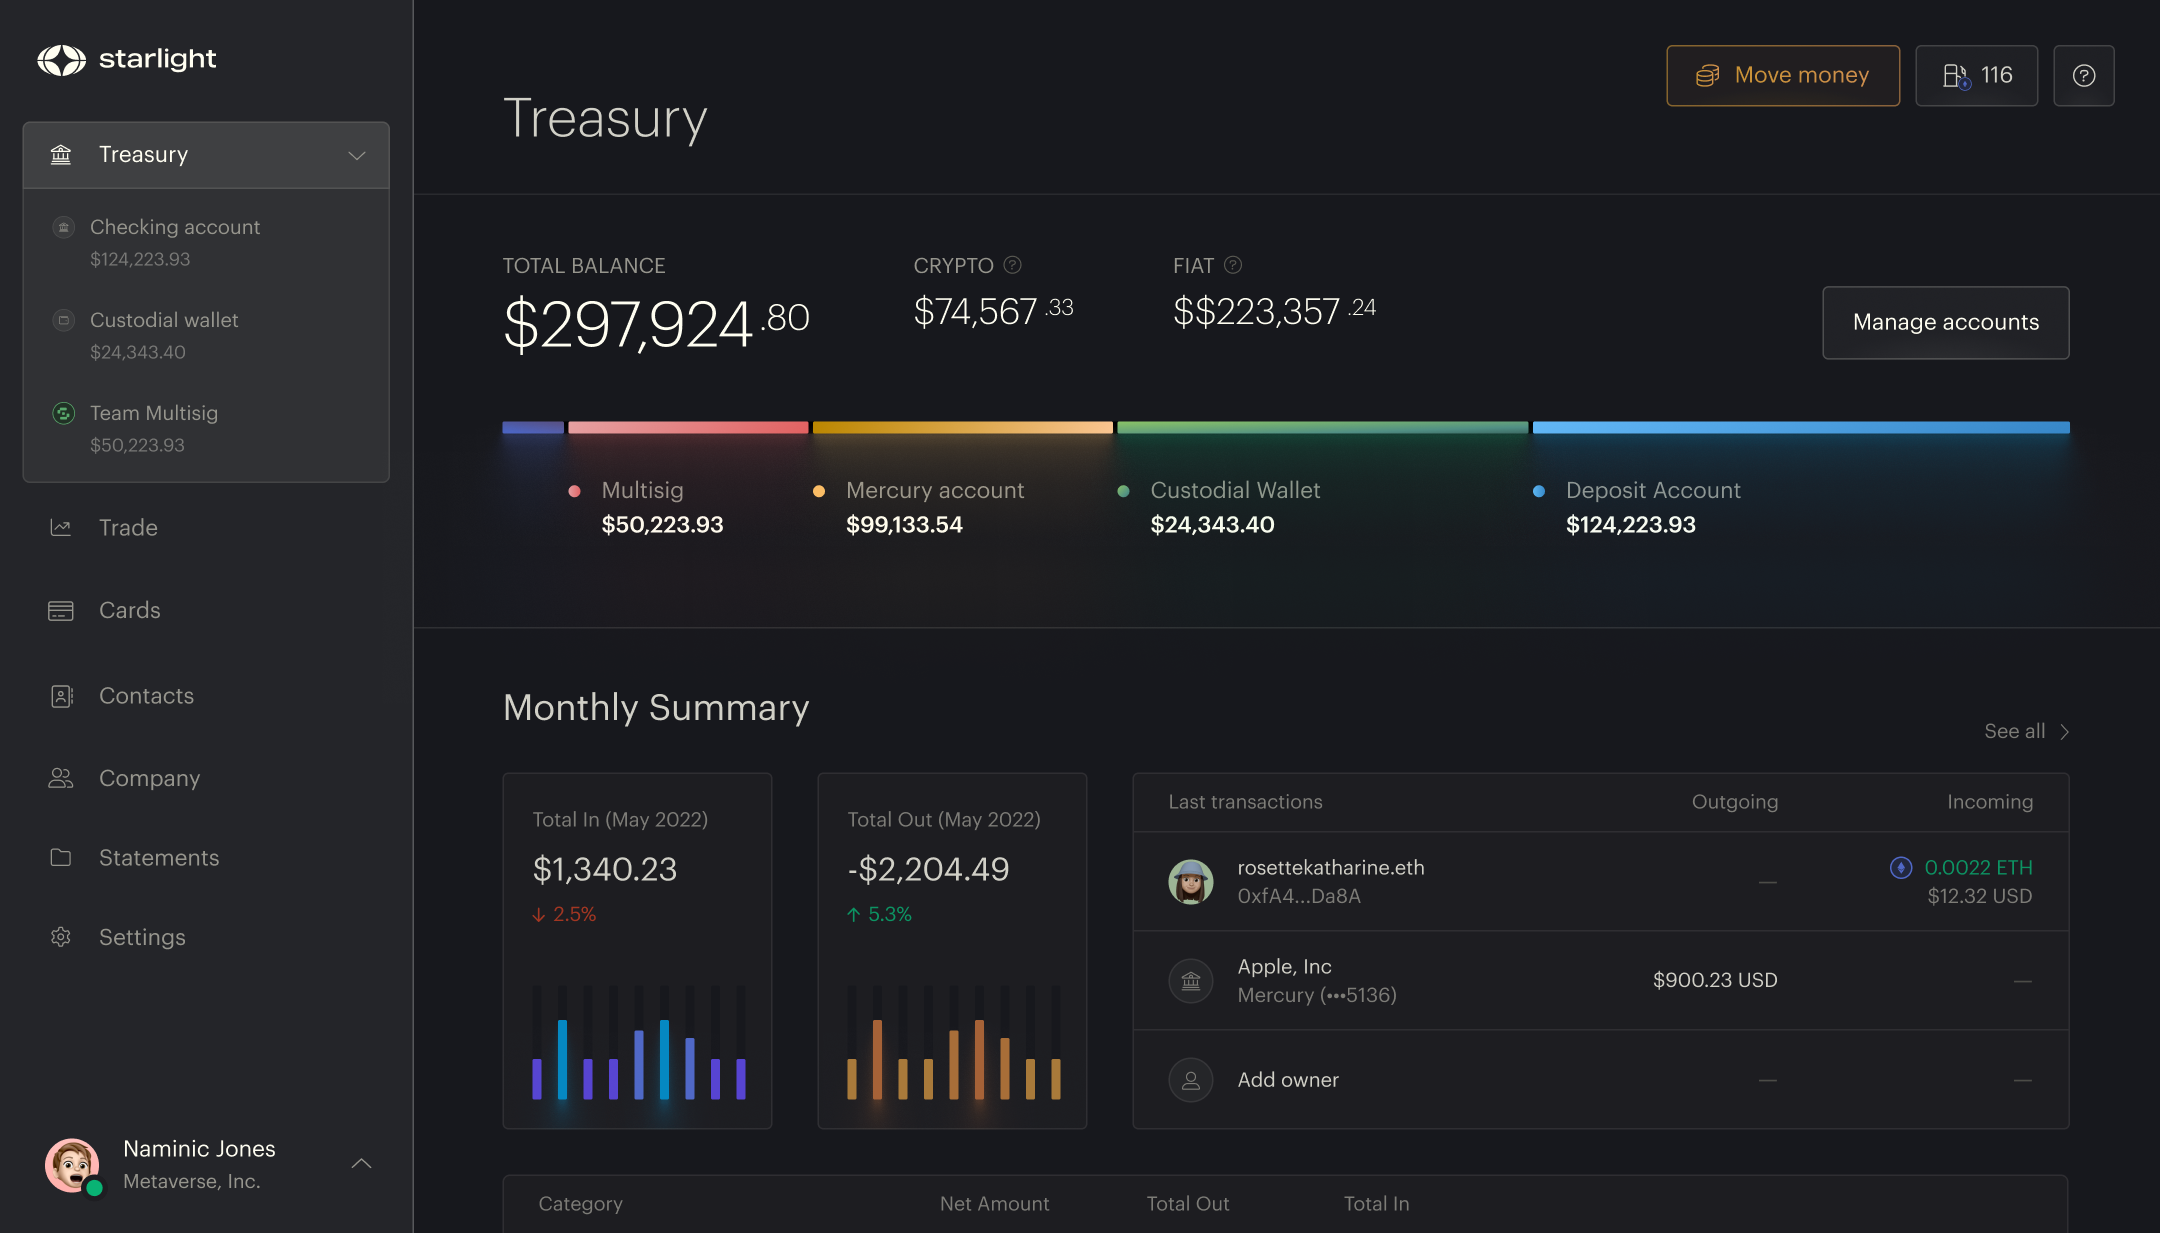 starlight
Treasury
Checking account
$124,223.93
Custodial wallet
$24,343.40
Team Multisig
$50,223.93
Trade
Cards
Contacts
Company
Statements
Settings
Naminic Jones
Metaverse, Inc.
Treasury
Move money
116
?
TOTAL BALANCE
$297,924.80
CRYPTO ?
$74,567.33
FIAT ?
$$223,357.24
Manage accounts
Multisig
$50,223.93
Mercury account
$99,133.54
Custodial Wallet
$24,343.40
Deposit Account
$124,223.93
Monthly Summary
See all
Total In (May 2022)
$1,340.23
↓ 2.5%
Total Out (May 2022)
-$2,204.49
↑ 5.3%
Last transactions Outgoing Incoming
rosettekatharine.eth — 0.0022 ETH
0xfA4...Da8A $12.32 USD
Apple, Inc $900.23 USD —
Mercury (•••5136)
Add owner — —
Category Net Amount Total Out Total In